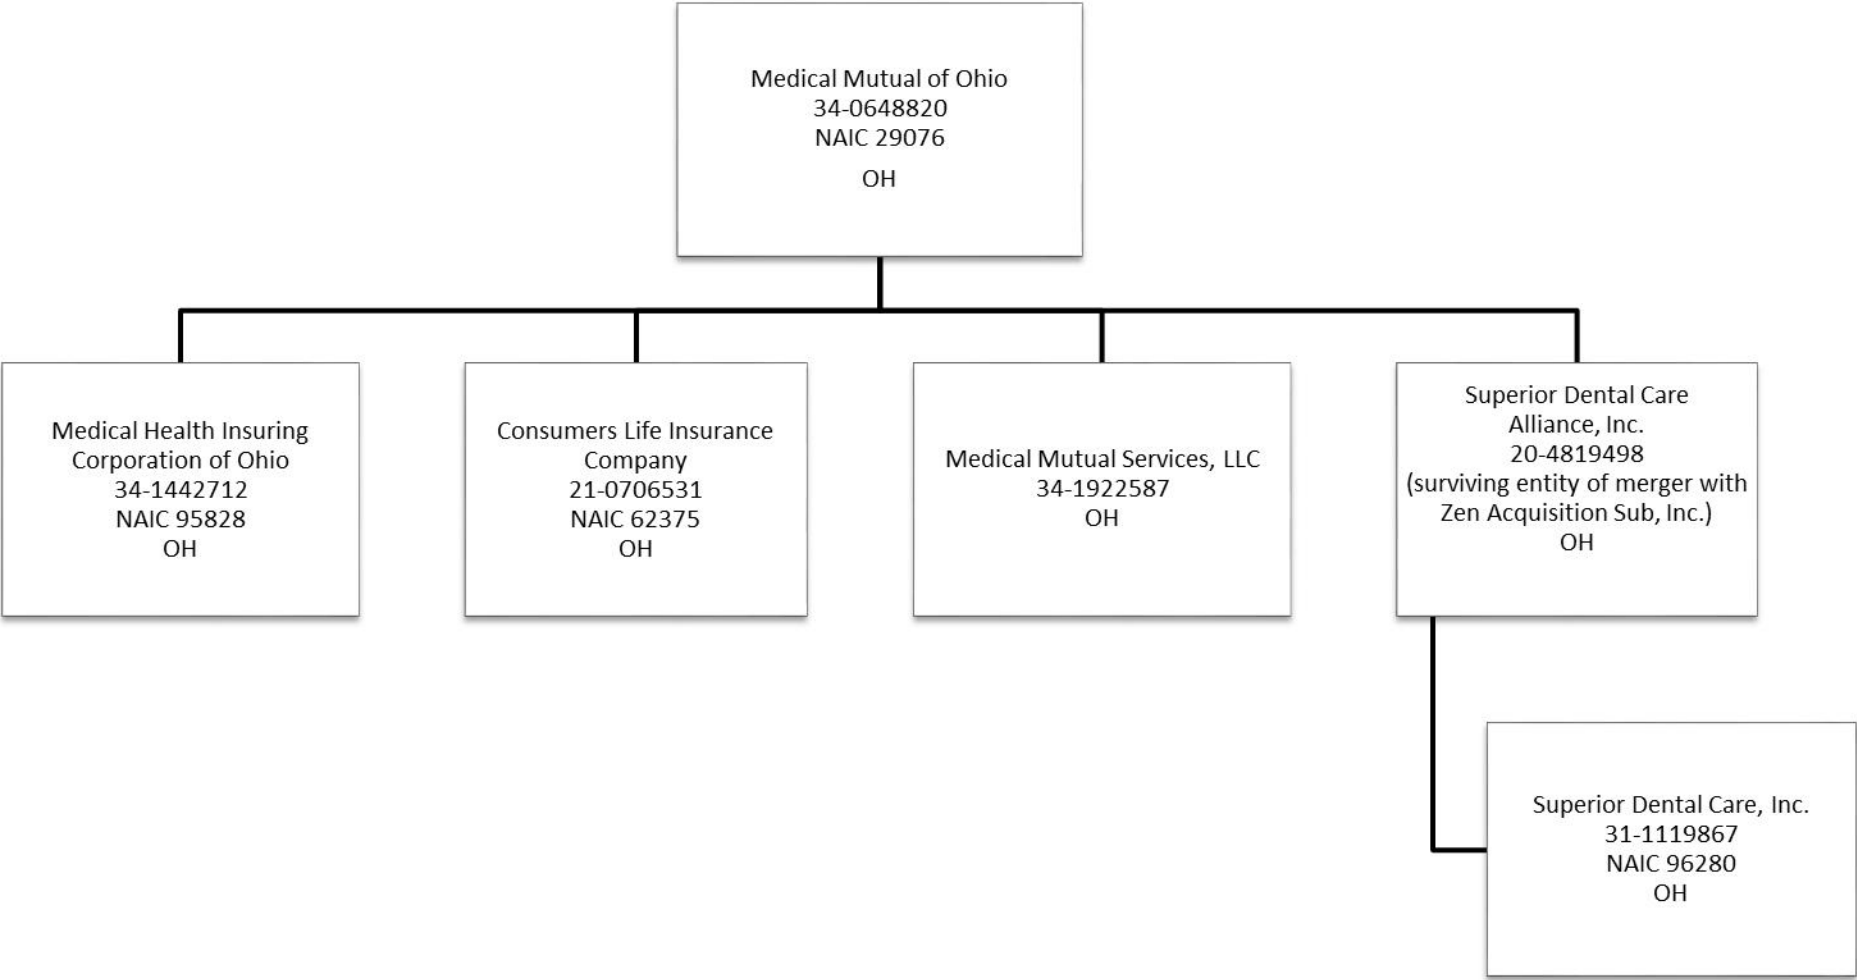 Medical Mutual of Ohio
34-0648820
NAIC 29076
OH
Medical Health Insuring
Corporation of Ohio
34-1442712
NAIC 95828
OH
Consumers Life Insurance
Company
21-0706531
NAIC 62375
OH
Medical Mutual Services, LLC
34-1922587
OH
Superior Dental Care
Alliance, Inc.
20-4819498
(surviving entity of merger with
Zen Acquisition Sub, Inc.)
OH
Superior Dental Care, Inc.
31-1119867
NAIC 96280
OH